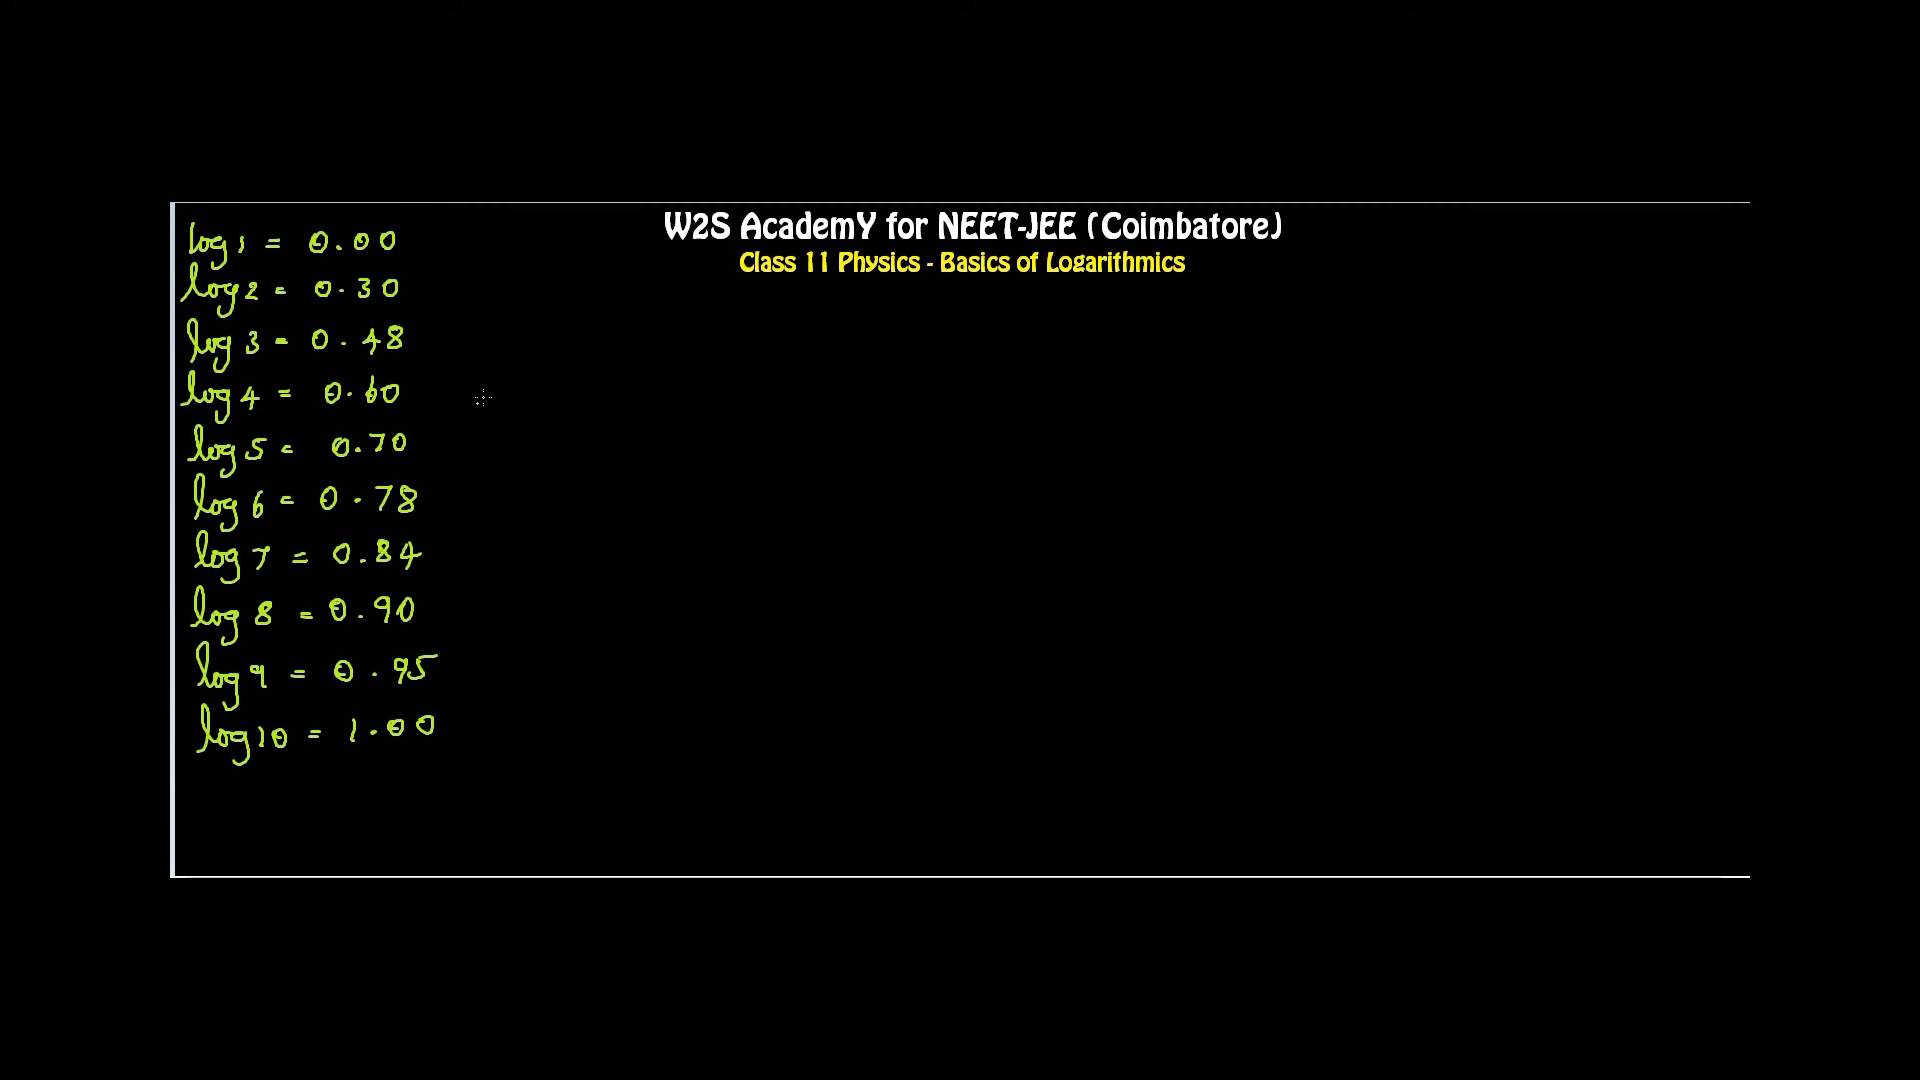 W2S AcademY for NEET-JEE (Coimbatore)
Class 11 Physics - Basics of Logarithmics
log 1 = 0.00
log 2 = 0.30
log 3 = 0.48
log 4 = 0.60
log 5 = 0.70
log 6 = 0.78
log 7 = 0.84
log 8 = 0.90
log 9 = 0.95
log 10 = 1.00